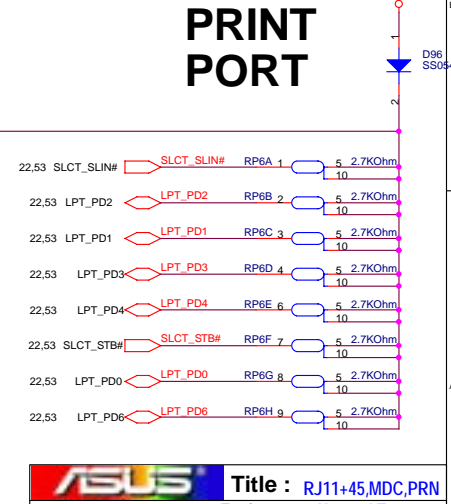 PRINT
PORT
1
D96
SS054
2
22,53 SLCT_SLIN# SLCT_SLIN# RP6A 1 5 2.7KOhm
10
22,53 LPT_PD2 LPT_PD2 RP6B 2 5 2.7KOhm
10
22,53 LPT_PD1 LPT_PD1 RP6C 3 5 2.7KOhm
10
22,53 LPT_PD3 LPT_PD3 RP6D 4 5 2.7KOhm
10
22,53 LPT_PD4 LPT_PD4 RP6E 6 5 2.7KOhm
10
22,53 SLCT_STB# SLCT_STB# RP6F 7 5 2.7KOhm
10
22,53 LPT_PD0 LPT_PD0 RP6G 8 5 2.7KOhm
10
22,53 LPT_PD6 LPT_PD6 RP6H 9 5 2.7KOhm
10
ASUS Title : RJ11+45,MDC,PRN